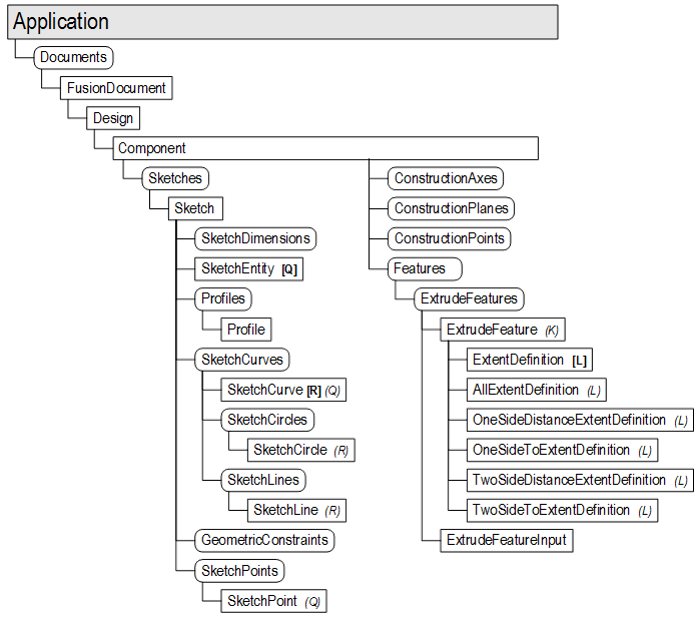 Application
Documents
FusionDocument
Design
Component
Sketches
Sketch
SketchDimensions
SketchEntity [Q]
Profiles
Profile
SketchCurves
SketchCurve [R] (Q)
SketchCirdes
SketchCircle (R)
SketchLines
SketchLine (R)
GeometricConstraints
SketchPoints
SketchPoint (Q)
ConstructionAxes
ConstructionPlanes
ConstructionPoints
Features
ExtrudeFeatures
ExtrudeFeature (K)
ExtentDefinition [L]
AllExtentDefinition (L)
OneSideDistanceExtentDefinition (L)
OneSideToExtentDefinition (L)
TwoSideDistanceExtentDefinition (L)
TwoSideToExtentDefinition (L)
ExtrudeFeatureInput